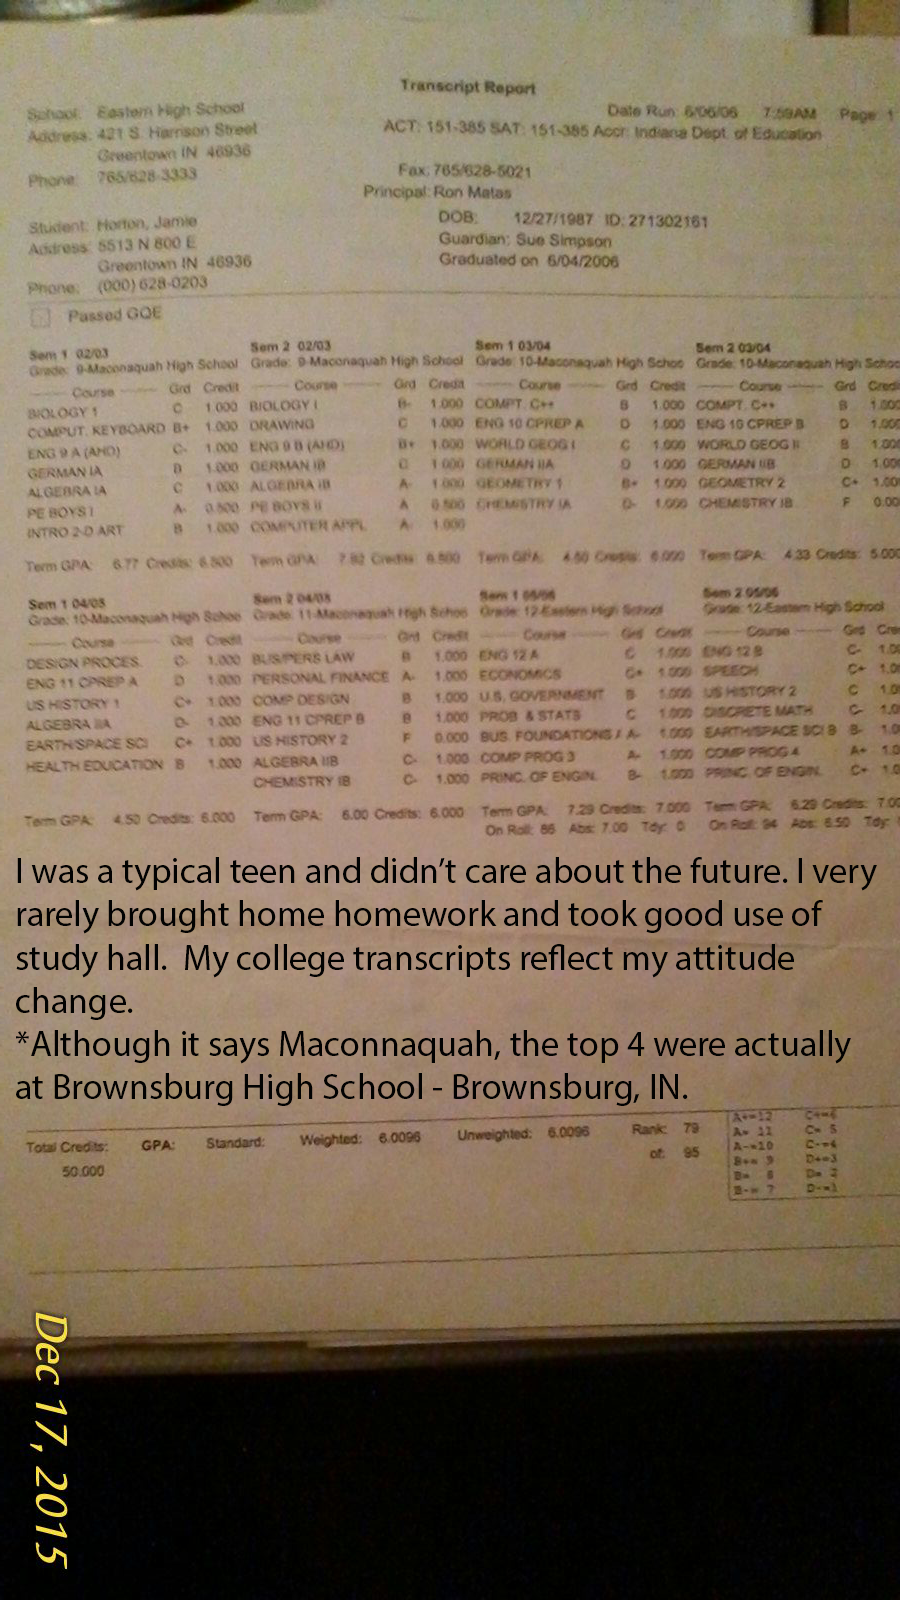 Transcript Report
School: Eastern High School
Date Run: 6/06/06 7:59AM Page: 1
Address: 421 S. Harrison Street
ACT: 151-385 SAT: 151-385 Accr: Indiana Dept. of Education
Greentown IN 46936
Phone: 765/628-3333
Fax: 765/628-5021
Principal: Ron Matas
Student: Horton, Jamie
DOB: 12/27/1987 ID: 271302161
Address: 5513 N 800 E
Guardian: Sue Simpson
Greentown IN 46936
Graduated on 6/04/2006
Phone: (000) 628-0203
Passed GQE
Sem 1 02/03 Sem 2 02/03 Sem 1 03/04 Sem 2 03/04
Grade: 9-Maconaquah High School Grade: 9-Maconaquah High School Grade: 10-Maconaquah High Schoo Grade: 10-Maconaquah High Schoo
Course Grd Credit Course Grd Credit Course Grd Credit Course Grd Credi
BIOLOGY 1 C 1.000 BIOLOGY I B- 1.000 COMPT. C++ B 1.000 COMPT. C++ B 1.000
COMPUT. KEYBOARD B+ 1.000 DRAWING C 1.000 ENG 10 CPREP A D 1.000 ENG 10 CPREP B D 1.000
ENG 9 A (AHD) C- 1.000 ENG 9 B (AHD) B+ 1.000 WORLD GEOG I C 1.000 WORLD GEOG II B 1.000
GERMAN IA 1.000 GERMAN IB 1.000 GERMAN IIA D 1.000 GERMAN IIB D 1.00
ALGEBRA IA C 1.000 ALGEBRA IB A- 1.000 GEOMETRY 1 B+ 1.000 GEOMETRY 2 C+ 1.00
PE BOYS I A- 0.500 PE BOYS II A 0.500 CHEMISTRY IA D- 1.000 CHEMISTRY IB F 0.00
INTRO 2-D ART B 1.000 COMPUTER APPL A- 1.000
Term GPA: 6.77 Credits: 6.500 Term GPA: 7.92 Credits: 6.500 Term GPA: 4.50 Credits: 6.000 Term GPA: 4.33 Credits: 5.000
Sem 1 04/05 Sem 2 04/05 Sem 1 05/06 Sem 2 05/06
Grade: 10-Maconaquah High Schoo Grade: 11-Maconaquah High Schoo Grade: 12-Eastern High School Grade: 12-Eastern High School
Course Grd Credit Course Grd Credit Course Grd Credit Course Grd Cre
DESIGN PROCES. C- 1.000 BUS/PERS LAW B 1.000 ENG 12 A C 1.000 ENG 12 B C- 1.0
ENG 11 CPREP A D 1.000 PERSONAL FINANCE A- 1.000 ECONOMICS C+ 1.000 SPEECH C+ 1.0
US HISTORY 1 C+ 1.000 COMP DESIGN B 1.000 U.S. GOVERNMENT B- 1.000 US HISTORY 2 C 1.0
ALGEBRA IIA D- 1.000 ENG 11 CPREP B B 1.000 PROB & STATS C 1.000 DISCRETE MATH C- 1.0
EARTH/SPACE SCI C+ 1.000 US HISTORY 2 F 0.000 BUS. FOUNDATIONS / A- 1.000 EARTH/SPACE SCI B B- 1.0
HEALTH EDUCATION B 1.000 ALGEBRA IIB C- 1.000 COMP PROG 3 A- 1.000 COMP PROG 4 A+ 1.0
CHEMISTRY IB C- 1.000 PRINC. OF ENGIN. B- 1.000 PRINC. OF ENGIN. C+ 1.0
Term GPA: 4.50 Credits: 6.000 Term GPA: 6.00 Credits: 6.000 Term GPA: 7.29 Credits: 7.000 Term GPA: 6.29 Credits: 7.00
On Roll: 86 Abs: 7.00 Tdy: 0 On Roll: 94 Abs: 6.50 Tdy:
I was a typical teen and didn't care about the future. I very
rarely brought home homework and took good use of
study hall. My college transcripts reflect my attitude
change.
*Although it says Maconnaquah, the top 4 were actually
at Brownsburg High School - Brownsburg, IN.
Total Credits: GPA: Standard: Weighted: 6.0096 Unweighted: 6.0096 Rank: 79
50.000 of: 95
A+=12 C+=6
A= 11 C= 5
A-=10 C-=4
B+= 9 D+=3
B= 8 D= 2
B-= 7 D-=1
Dec 17, 2015